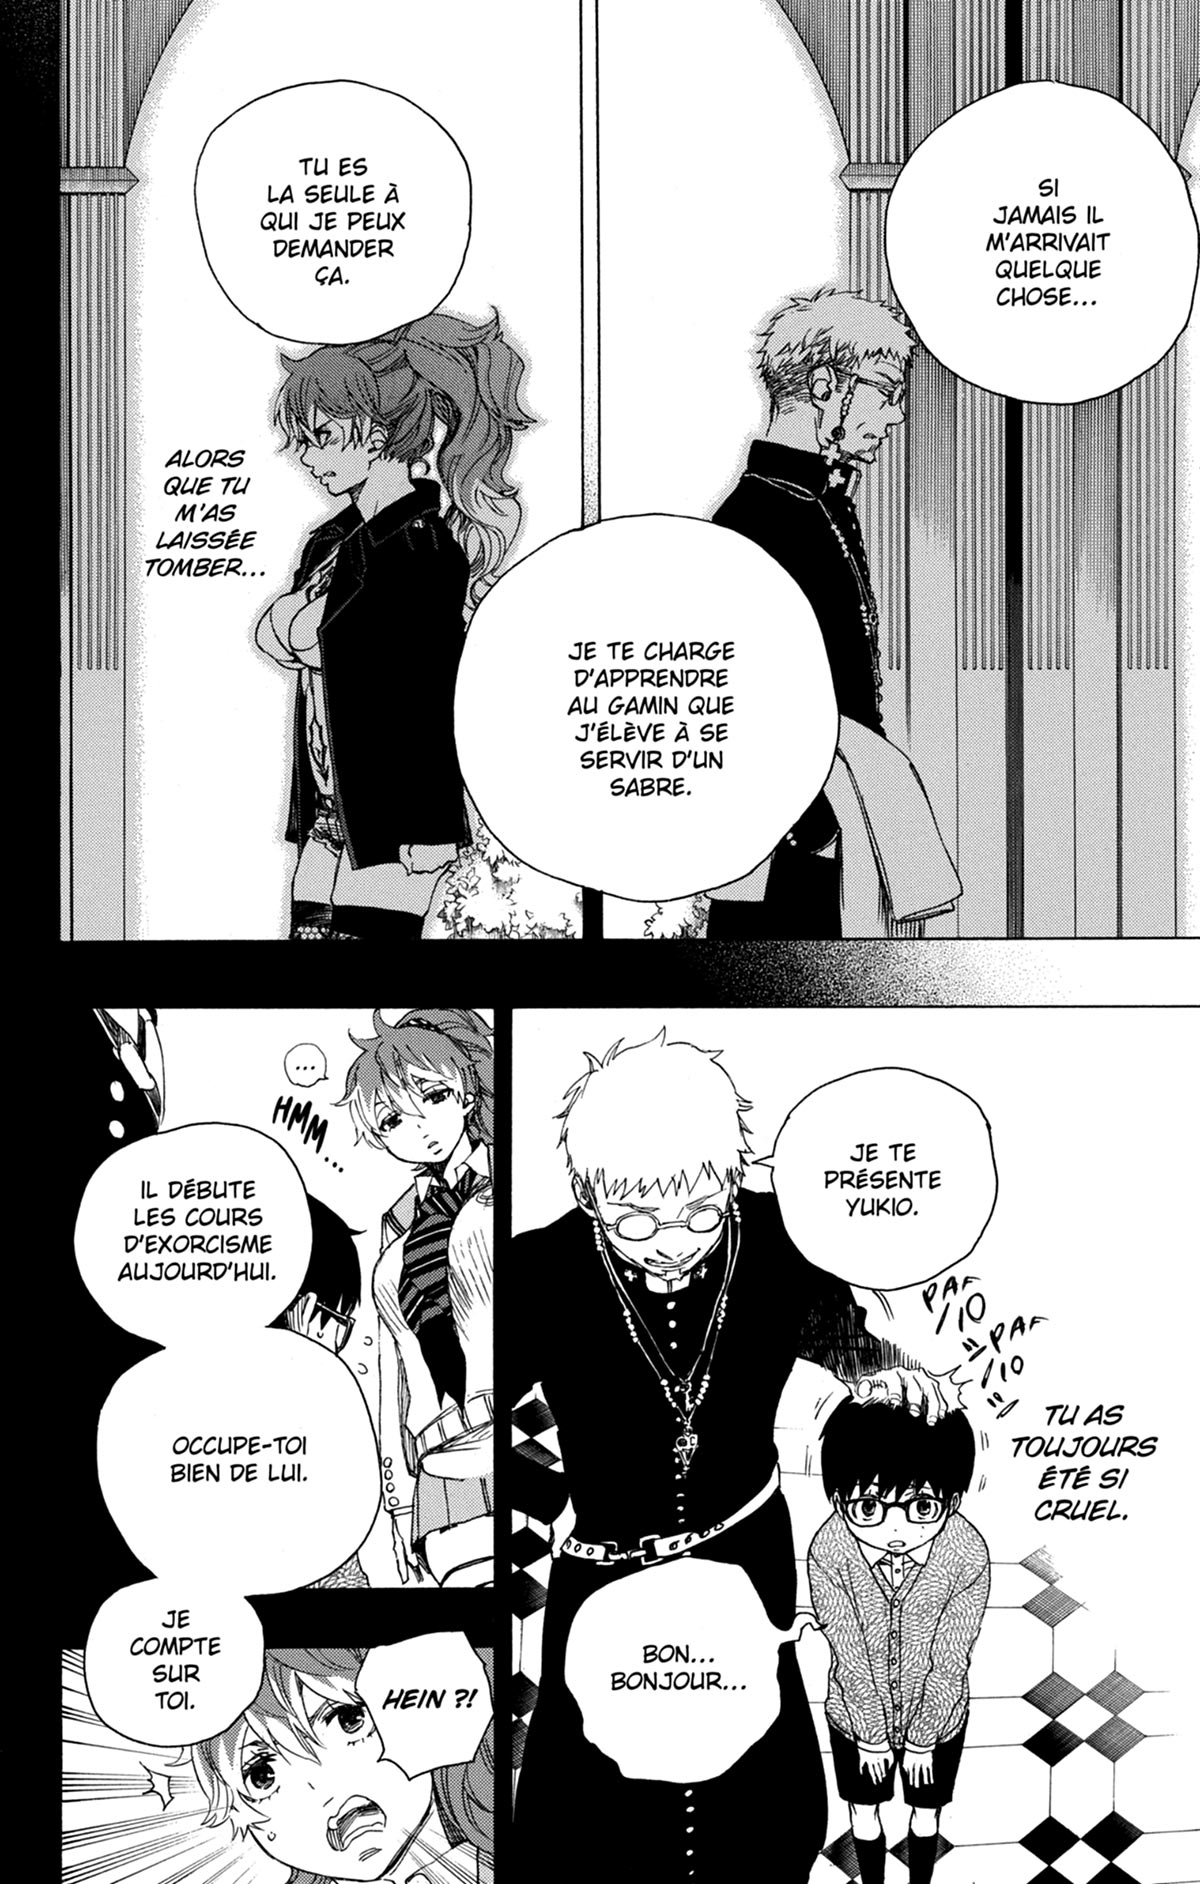 SI
JAMAIS IL
M'ARRIVAIT
QUELQUE
CHOSE...
TU ES
LA SEULE À
QUI JE PEUX
DEMANDER
ÇA.
JE TE CHARGE
D'APPRENDRE
AU GAMIN QUE
J'ÉLÈVE À SE
SERVIR D'UN
SABRE.
ALORS
QUE TU
M'AS
LAISSÉE
TOMBER...
JE TE
PRÉSENTE
YUKIO.
PAF
PAF
TU AS
TOUJOURS
ÉTÉ SI
CRUEL.
BON...
BONJOUR...
...
HMM...
IL DÉBUTE
LES COURS
D'EXORCISME
AUJOURD'HUI.
OCCUPE-TOI
BIEN DE LUI.
JE
COMPTE
SUR
TOI.
HEIN ?!